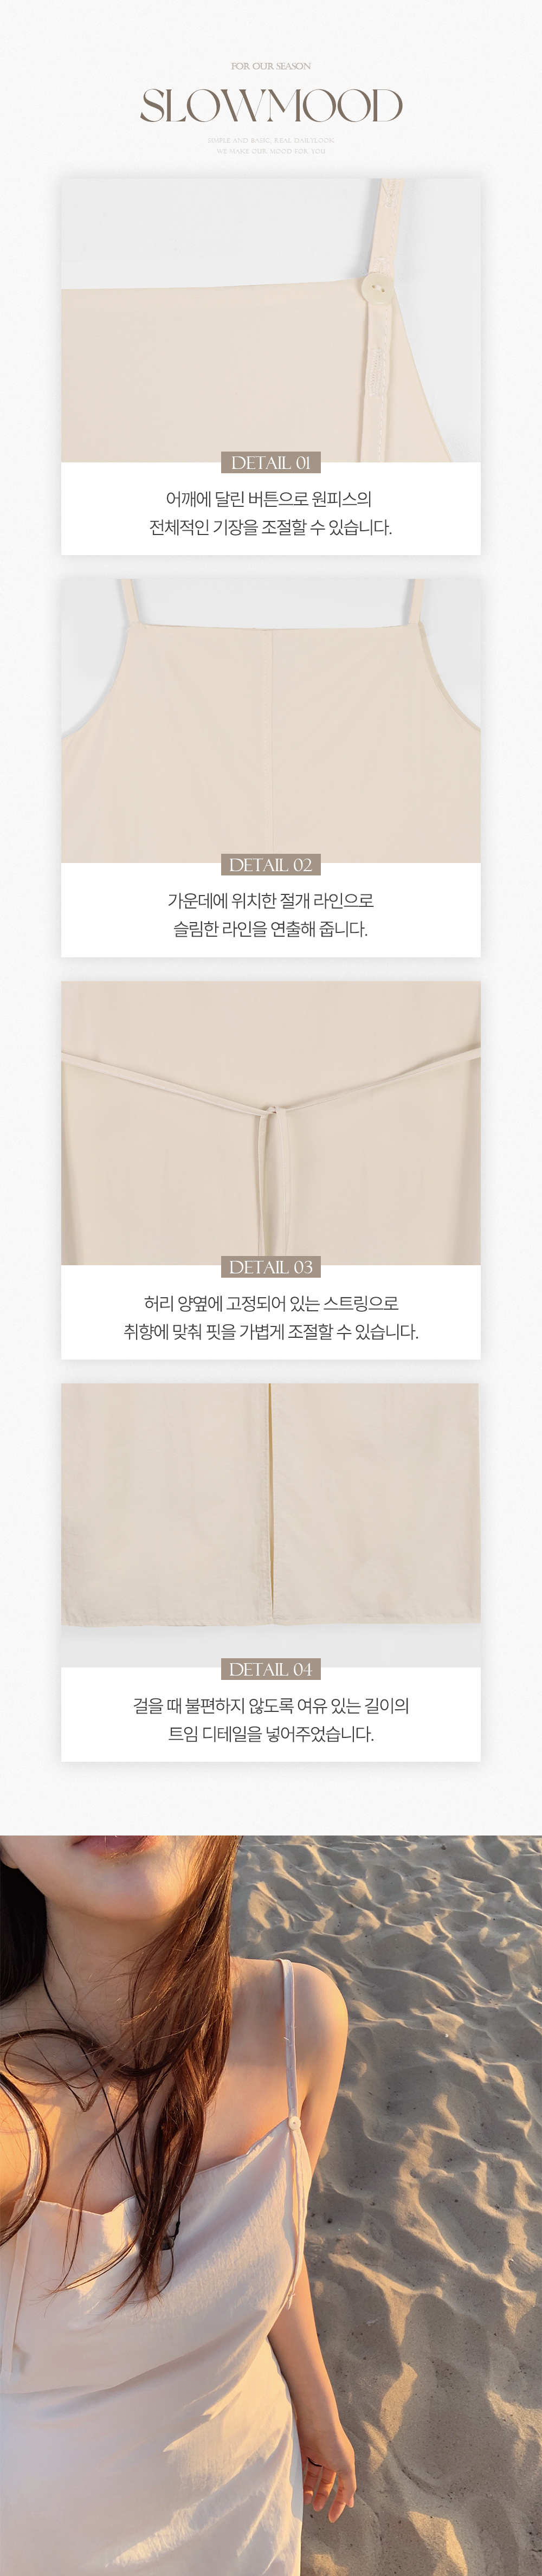 FOR OUR SEASON
SLOWMOOD
SIMPLE AND BASIC, REAL DAILYLOOK.
WE MAKE OUR MOOD FOR YOU
DETAIL 01
어깨에 달린 버튼으로 원피스의
전체적인 기장을 조절할 수 있습니다.
DETAIL 02
가운데에 위치한 절개 라인으로
슬림한 라인을 연출해 줍니다.
DETAIL 03
허리 양옆에 고정되어 있는 스트링으로
취향에 맞춰 핏을 가볍게 조절할 수 있습니다.
DETAIL 04
걸을 때 불편하지 않도록 여유 있는 길이의
트임 디테일을 넣어주었습니다.